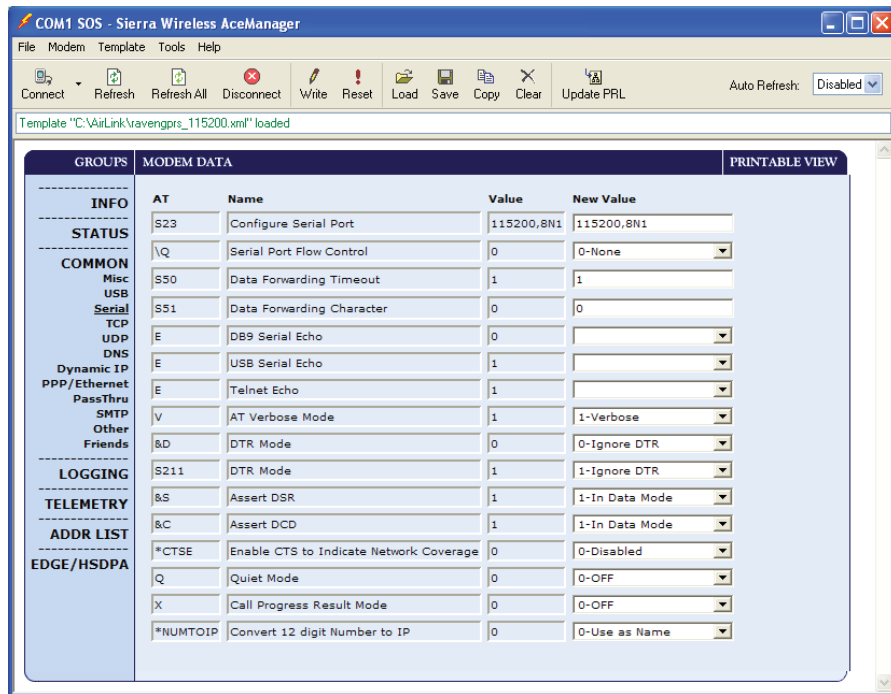 COM1 SOS - Sierra Wireless AceManager
File Modem Template Tools Help
Connect Refresh Refresh All Disconnect Write Reset Load Save Copy Clear Update PRL Auto Refresh: Disabled
Template "C:\AirLink\ravengprs_115200.xml" loaded
GROUPS MODEM DATA PRINTABLE VIEW
INFO
STATUS
COMMON
Misc
USB
Serial
TCP
UDP
DNS
Dynamic IP
PPP/Ethernet
PassThru
SMTP
Other
Friends
LOGGING
TELEMETRY
ADDR LIST
EDGE/HSDPA
AT Name Value New Value
S23 Configure Serial Port 115200,8N1 115200,8N1
\Q Serial Port Flow Control 0 0-None
S50 Data Forwarding Timeout 1 1
S51 Data Forwarding Character 0 0
E DB9 Serial Echo 0
E USB Serial Echo 1
E Telnet Echo 1
V AT Verbose Mode 1 1-Verbose
&D DTR Mode 0 0-Ignore DTR
S211 DTR Mode 1 1-Ignore DTR
&S Assert DSR 1 1-In Data Mode
&C Assert DCD 1 1-In Data Mode
*CTSE Enable CTS to Indicate Network Coverage 0 0-Disabled
Q Quiet Mode 0 0-OFF
X Call Progress Result Mode 0 0-OFF
*NUMTOIP Convert 12 digit Number to IP 0 0-Use as Name